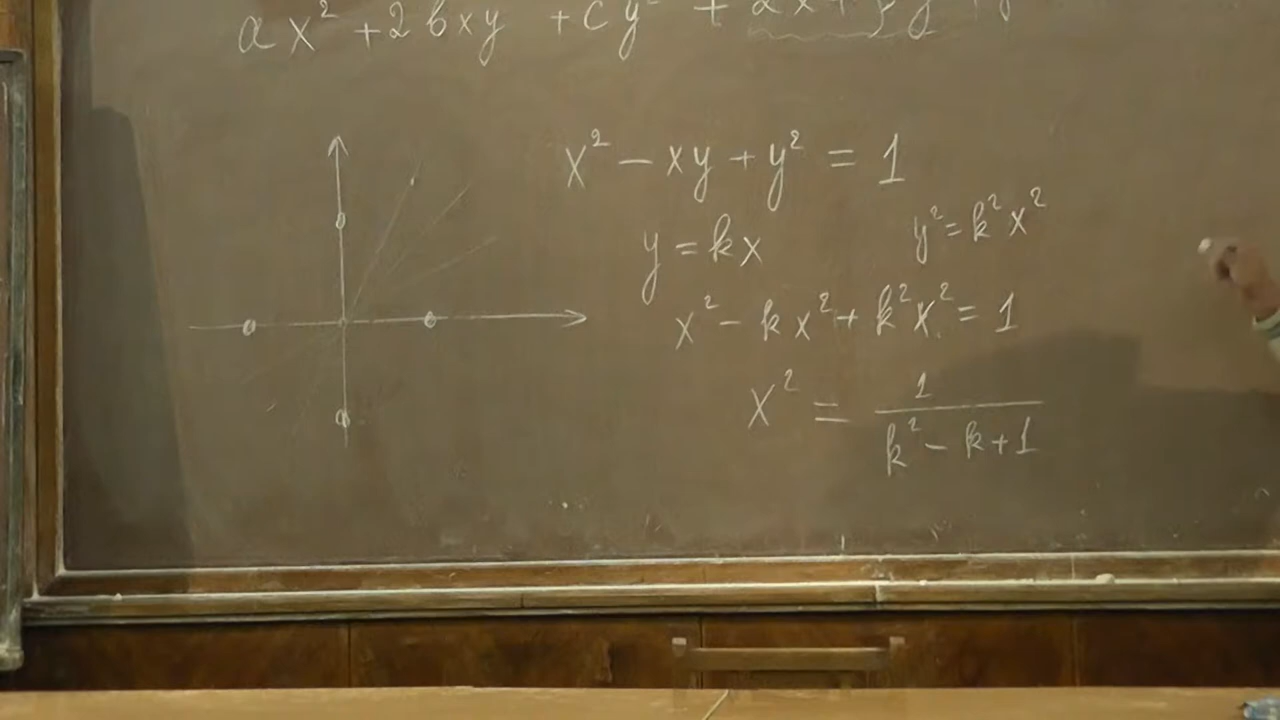 ax² + 2bxy + cy² +
x² − xy + y² = 1
y = kx
y² = k²x²
x² − kx² + k²x² = 1
x² = 1 / (k² − k + 1)